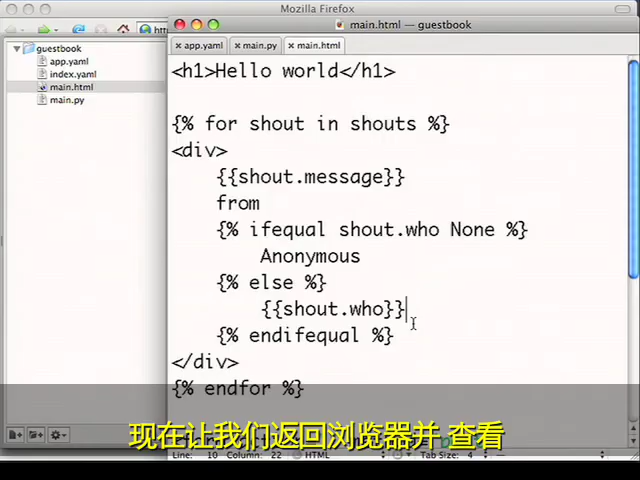 Mozilla Firefox
main.html — guestbook
app.yaml
main.py
main.html
guestbook
app.yaml
index.yaml
main.html
main.py
<h1>Hello world</h1>
{% for shout in shouts %}
<div>
{{shout.message}}
from
{% ifequal shout.who None %}
Anonymous
{% else %}
{{shout.who}}
{% endifequal %}
</div>
{% endfor %}
现在让我们返回浏览器并 查看
Line: 10 Column: 22 HTML Tab Size: 4